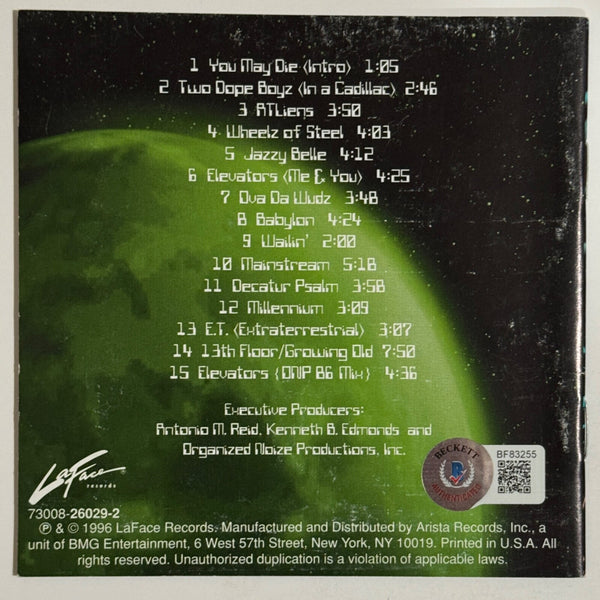 1 You May Die (Intro) 1:05
2 Two Dope Boyz (In a Cadillac) 2:46
3 ATLiens 3:50
4 Wheelz of Steel 4:03
5 Jazzy Belle 4:12
6 Elevators (Me & You) 4:25
7 Ova Da Wudz 3:48
8 Babylon 4:24
9 Wailin' 2:00
10 Mainstream 5:18
11 Decatur Psalm 3:58
12 Millennium 3:09
13 E.T. (Extraterrestrial) 3:07
14 13th Floor/Growing Old 7:50
15 Elevators (ONP 86 Mix) 4:36
Executive Producers:
Antonio M. Reid, Kenneth B. Edmonds and
Organized Noize Productions, Inc.
LaFace
records
BECKETT
B
AUTHENTICATED
BF83255
73008-26029-2
℗ & © 1996 LaFace Records. Manufactured and Distributed by Arista Records, Inc., a
unit of BMG Entertainment, 6 West 57th Street, New York, NY 10019. Printed in U.S.A. All
rights reserved. Unauthorized duplication is a violation of applicable laws.